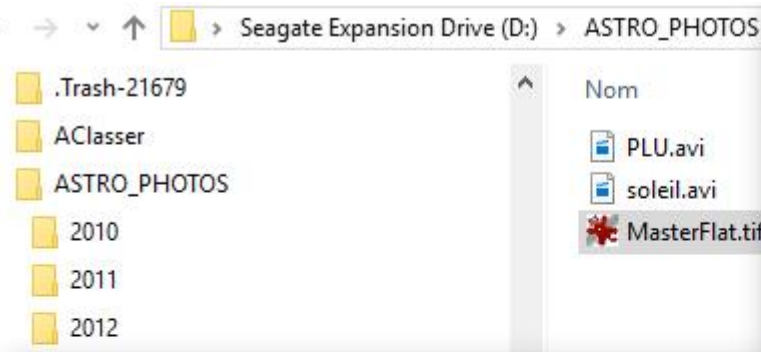 Seagate Expansion Drive (D:) > ASTRO_PHOTOS
.Trash-21679
AClasser
ASTRO_PHOTOS
2010
2011
2012
Nom
PLU.avi
soleil.avi
MasterFlat.tif